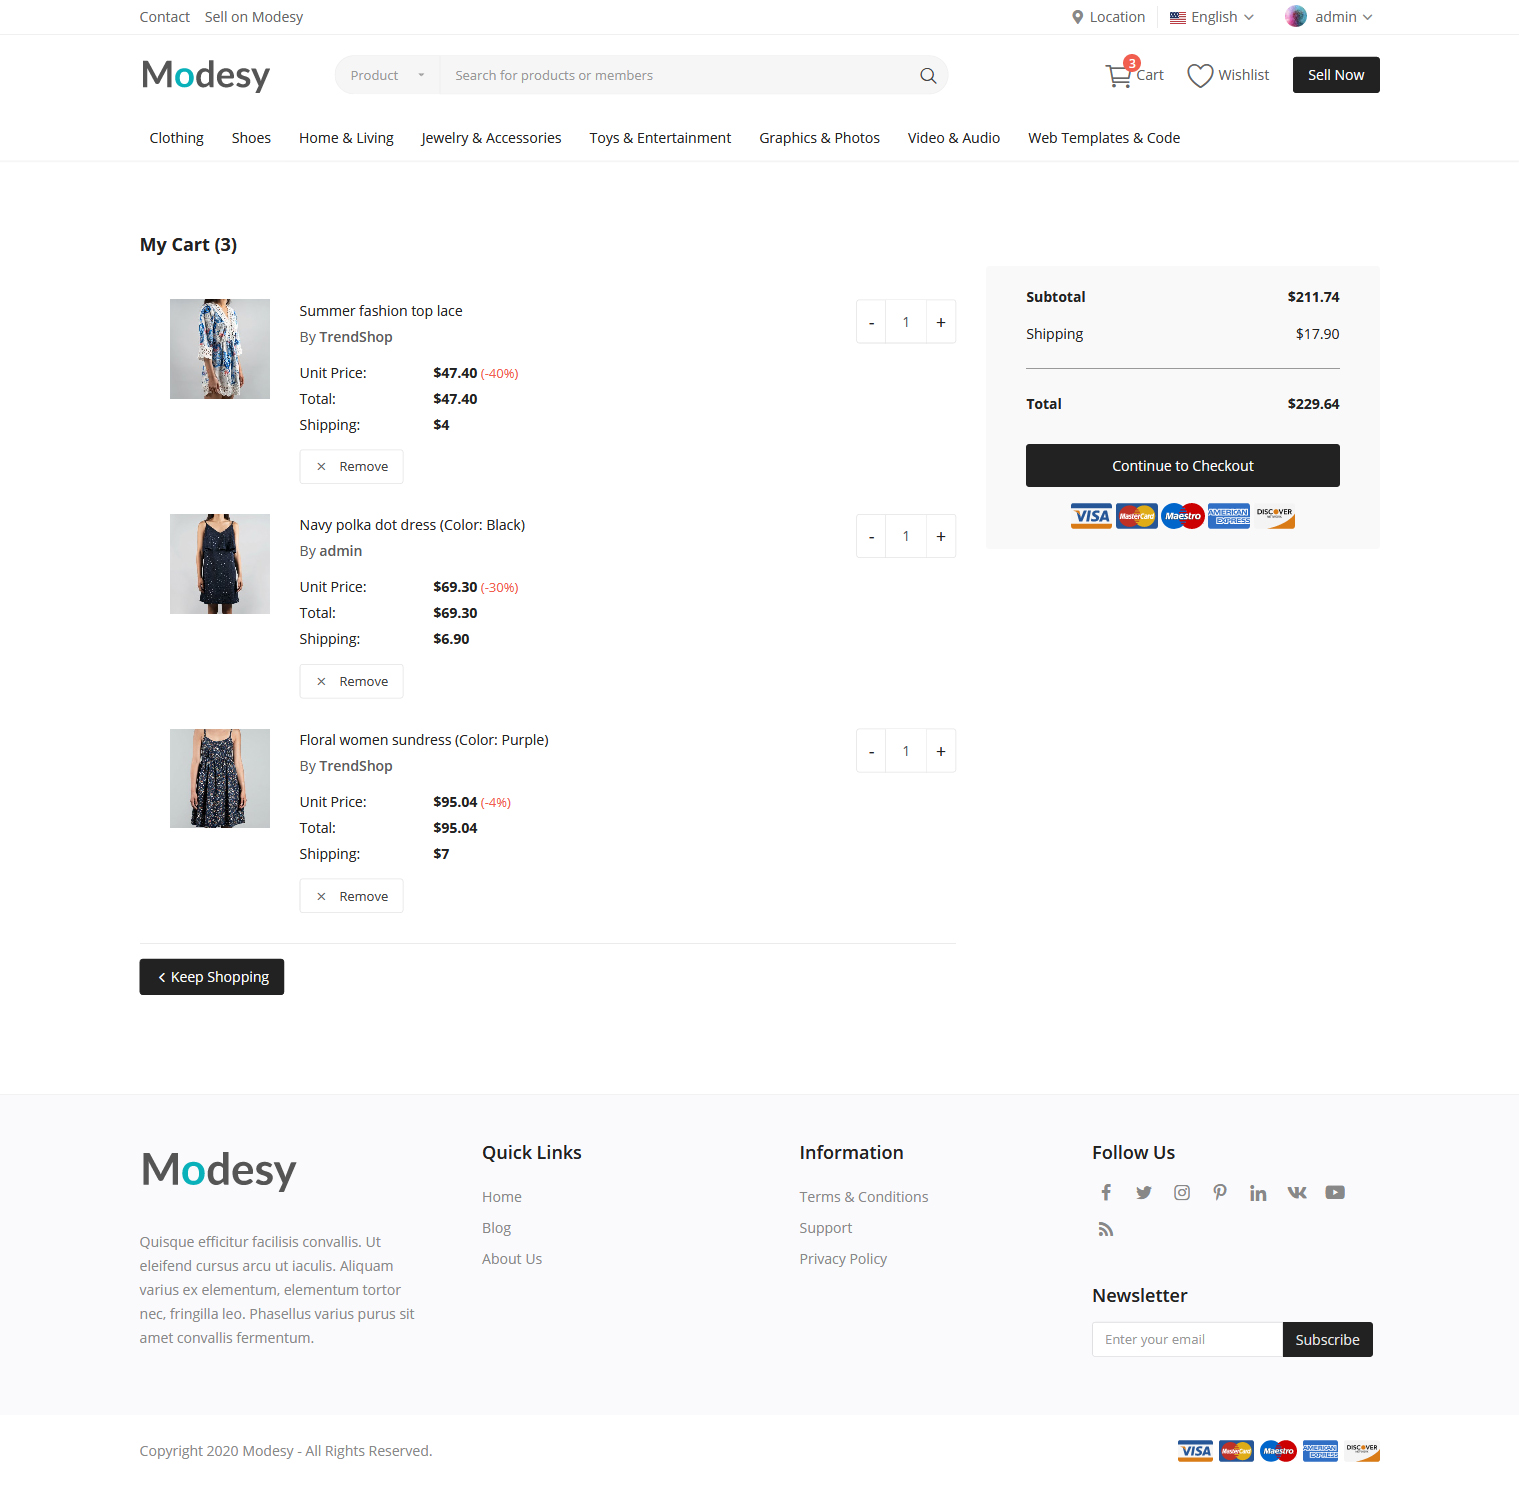 Contact Sell on Modesy Location English admin
Modesy Product Search for products or members 3 Cart Wishlist Sell Now
Clothing Shoes Home & Living Jewelry & Accessories Toys & Entertainment Graphics & Photos Video & Audio Web Templates & Code
My Cart (3)
Summer fashion top lace
By TrendShop
- 1 +
Unit Price: $47.40 (-40%)
Total: $47.40
Shipping: $4
× Remove
Navy polka dot dress (Color: Black)
By admin
- 1 +
Unit Price: $69.30 (-30%)
Total: $69.30
Shipping: $6.90
× Remove
Floral women sundress (Color: Purple)
By TrendShop
- 1 +
Unit Price: $95.04 (-4%)
Total: $95.04
Shipping: $7
× Remove
Keep Shopping
Subtotal $211.74
Shipping $17.90
Total $229.64
Continue to Checkout
VISA MasterCard Maestro AMERICAN EXPRESS DISCOVER NETWORK
Modesy
Quisque efficitur facilisis convallis. Ut
eleifend cursus arcu ut iaculis. Aliquam
varius ex elementum, elementum tortor
nec, fringilla leo. Phasellus varius purus sit
amet convallis fermentum.
Quick Links
Home
Blog
About Us
Information
Terms & Conditions
Support
Privacy Policy
Follow Us
Newsletter
Enter your email Subscribe
Copyright 2020 Modesy - All Rights Reserved.
VISA MasterCard Maestro AMERICAN EXPRESS DISCOVER